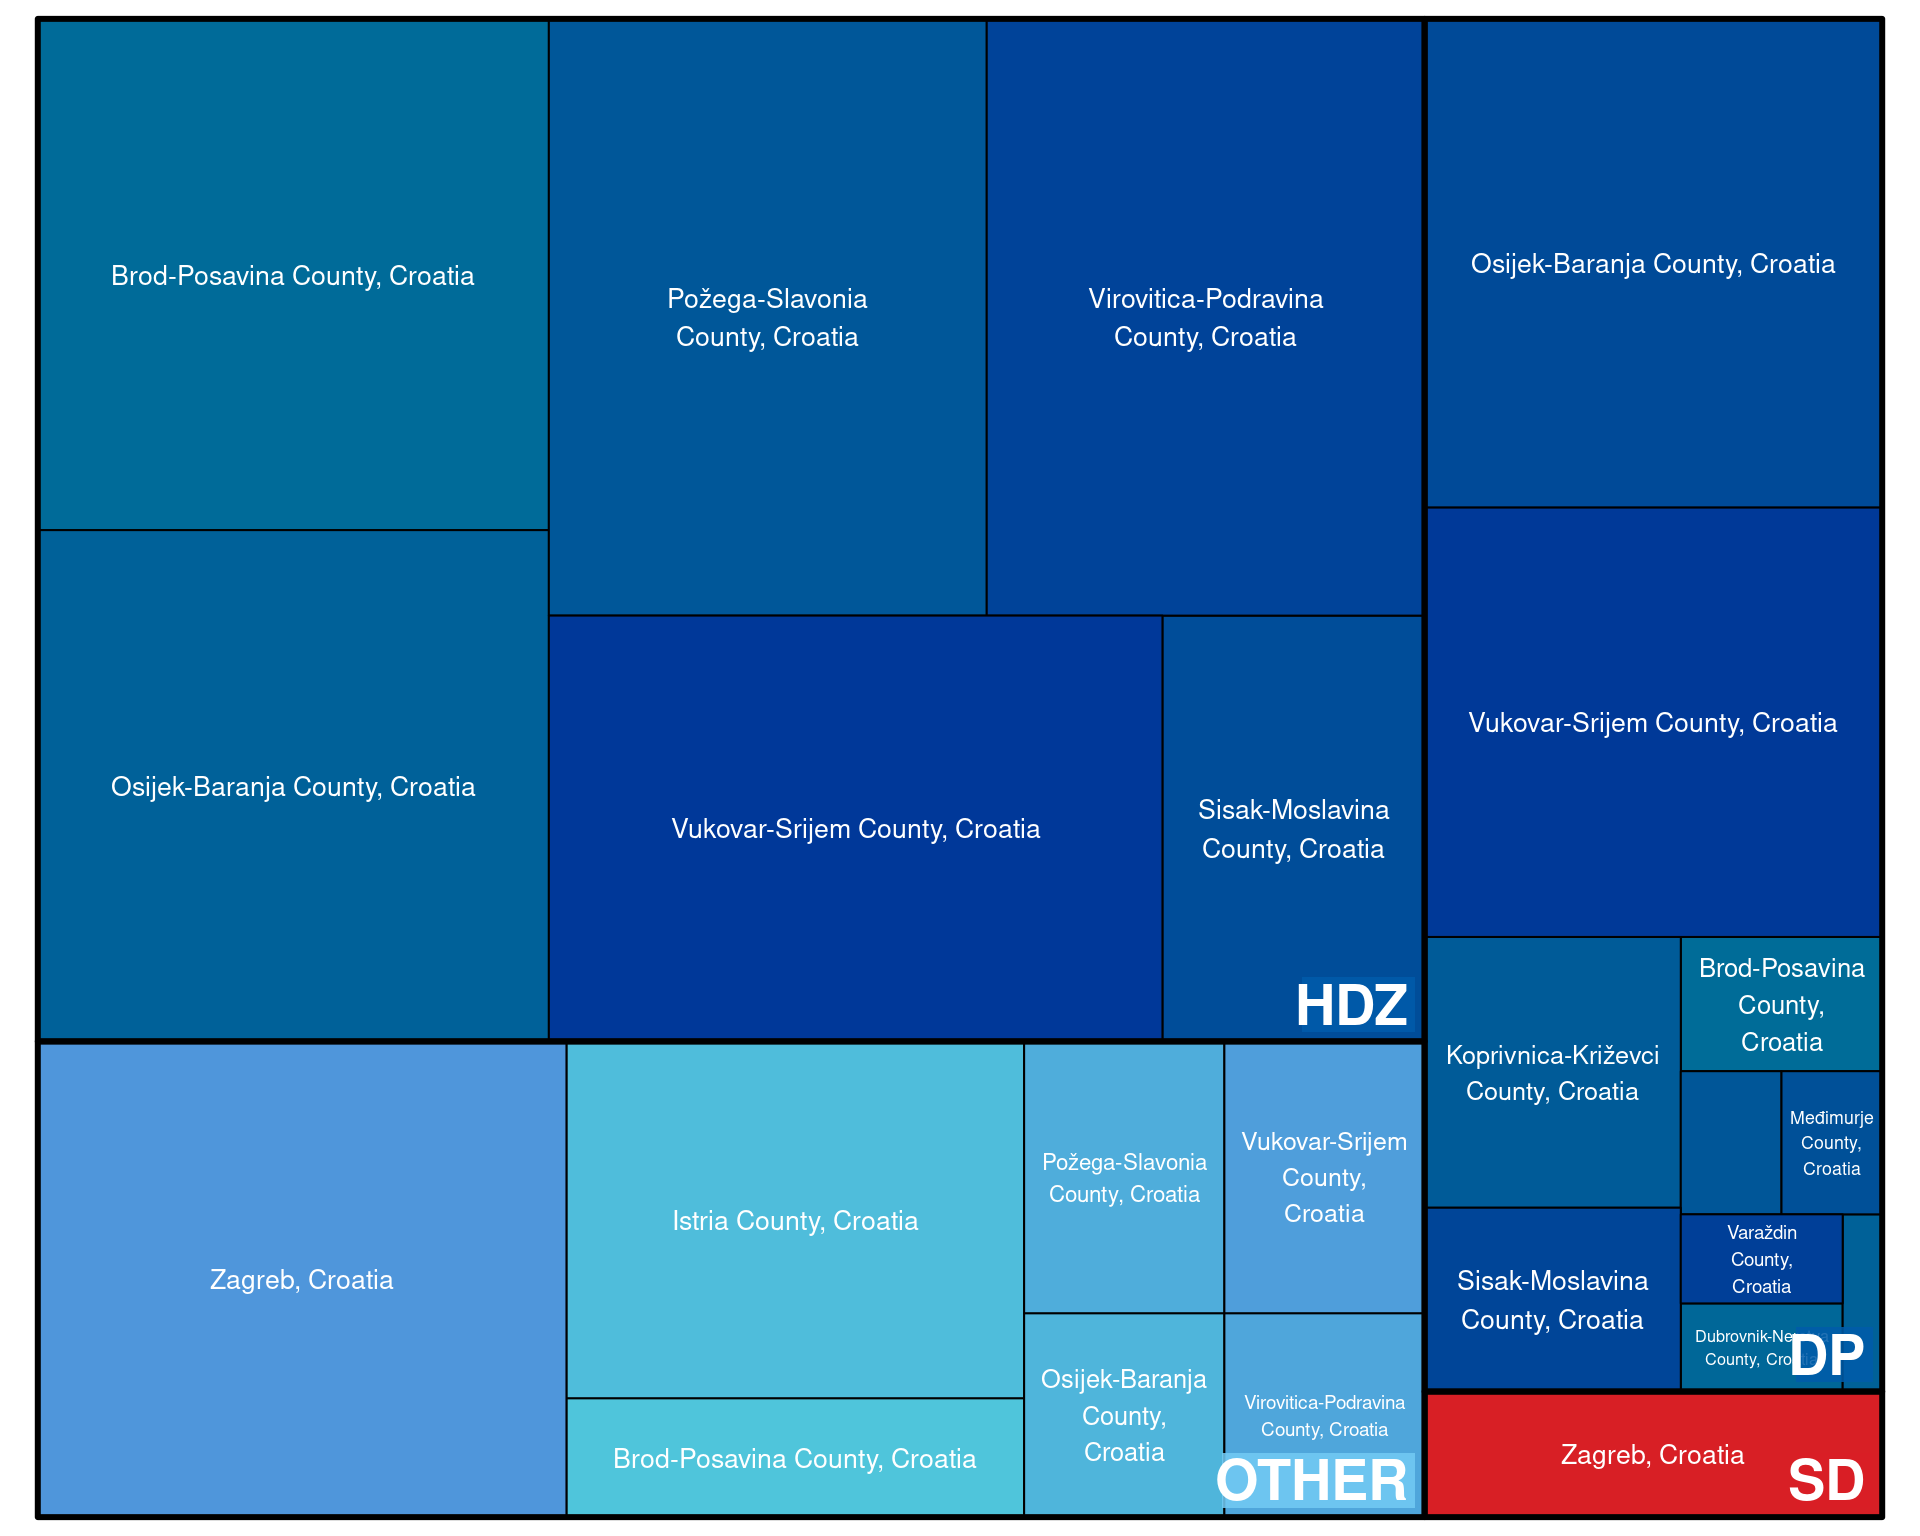 Brod-Posavina County, Croatia
Požega-Slavonia
County, Croatia
Virovitica-Podravina
County, Croatia
Osijek-Baranja County, Croatia
Vukovar-Srijem County, Croatia
Sisak-Moslavina
County, Croatia
HDZ
Osijek-Baranja County, Croatia
Vukovar-Srijem County, Croatia
Koprivnica-Križevci
County, Croatia
Brod-Posavina
County,
Croatia
Međimurje
County,
Croatia
Sisak-Moslavina
County, Croatia
Varaždin
County,
Croatia
County,
DP
Zagreb, Croatia
Istria County, Croatia
Brod-Posavina County, Croatia
Požega-Slavonia
County, Croatia
Vukovar-Srijem
County,
Croatia
Osijek-Baranja
County,
Croatia
Virovitica-Podravina
County, Croatia
OTHER
Zagreb, Croatia
SD